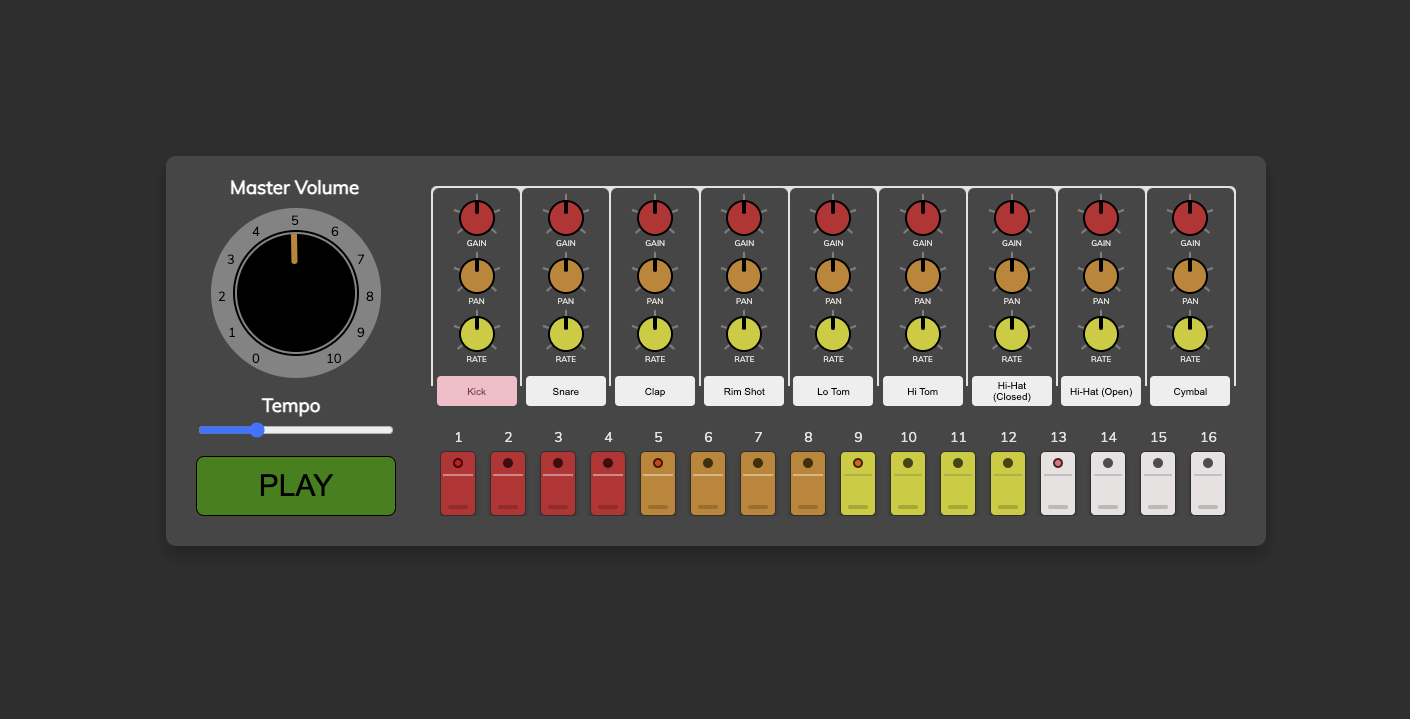 Master Volume
5
4 6
3 7
2 8
1 9
0 10
Tempo
PLAY
GAIN GAIN GAIN GAIN GAIN GAIN GAIN GAIN GAIN
PAN PAN PAN PAN PAN PAN PAN PAN PAN
RATE RATE RATE RATE RATE RATE RATE RATE RATE
Kick
Snare
Clap
Rim Shot
Lo Tom
Hi Tom
Hi-Hat
(Closed)
Hi-Hat (Open)
Cymbal
1 2 3 4 5 6 7 8 9 10 11 12 13 14 15 16